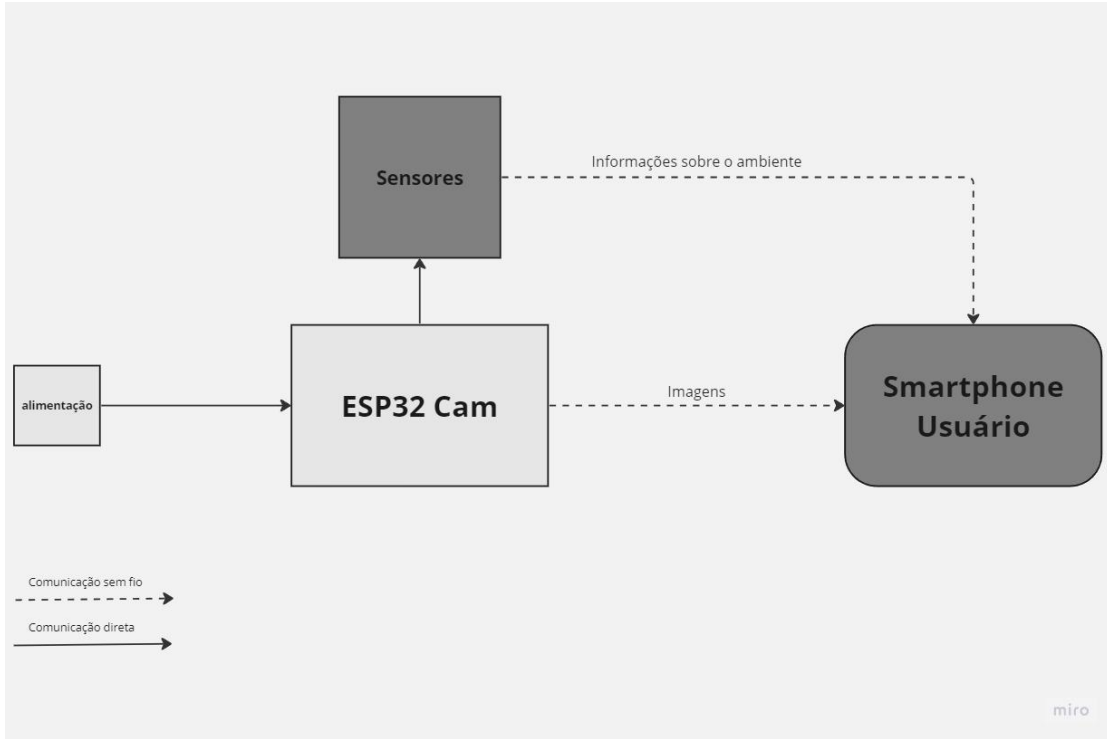 Sensores
Informações sobre o ambiente
alimentação
ESP32 Cam
Imagens
Smartphone
Usuário
Comunicação sem fio
Comunicação direta
miro